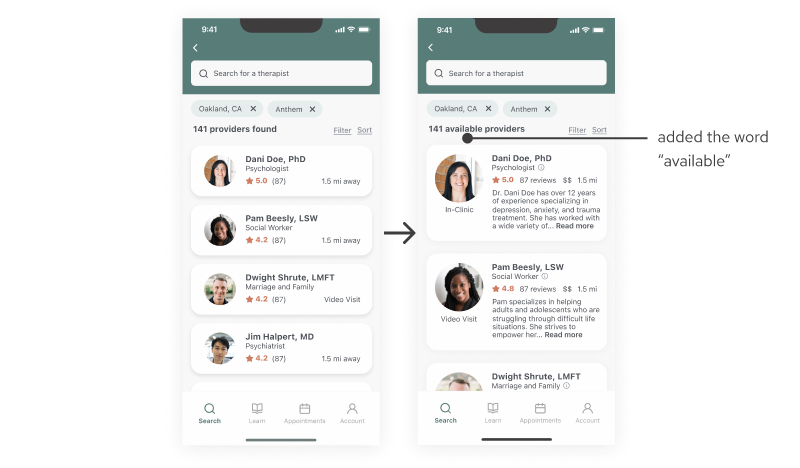 9:41
Search for a therapist
Oakland, CA ✕ Anthem ✕
141 providers found
Filter Sort
Dani Doe, PhD
Psychologist
5.0 (87) 1.5 mi away
Pam Beesly, LSW
Social Worker
4.2 (87) 1.5 mi away
Dwight Shrute, LMFT
Marriage and Family
4.2 (87) Video Visit
Jim Halpert, MD
Psychiatrist
4.2 (87) 1.5 mi away
Search Learn Appointments Account
9:41
Search for a therapist
Oakland, CA ✕ Anthem ✕
141 available providers
Filter Sort
Dani Doe, PhD
Psychologist
5.0 87 reviews $$ 1.5 mi
Dr. Dani Doe has over 12 years
of experience specializing in
depression, anxiety, and trauma
treatment. She has worked with
a wide variety of... Read more
In-Clinic
Pam Beesly, LSW
Social Worker
4.8 87 reviews $$ 1.5 mi
Pam specializes in helping
adults and adolescents who are
struggling through difficult life
situations. She strives to
empower her... Read more
Video Visit
Dwight Shrute, LMFT
Marriage and Family
Search Learn Appointments Account
added the word
“available”